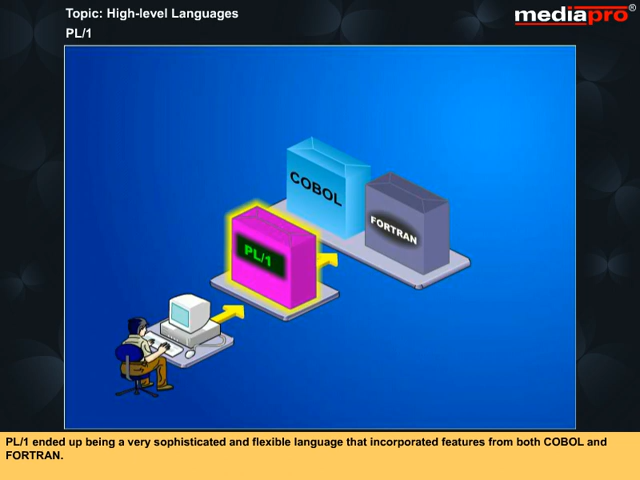 Topic: High-level Languages
mediapro®
PL/1
COBOL
FORTRAN
PL/1
PL/1 ended up being a very sophisticated and flexible language that incorporated features from both COBOL and
FORTRAN.